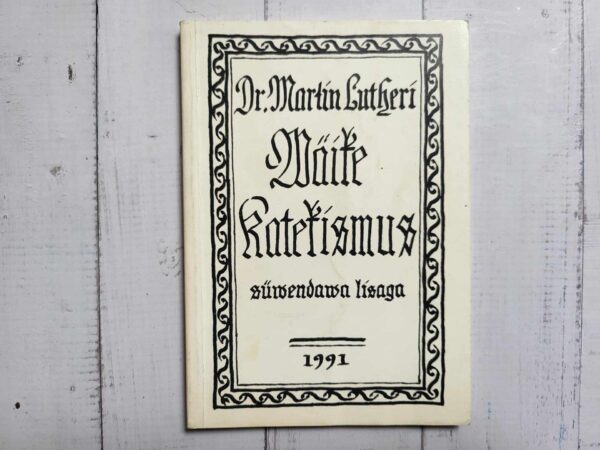 Dr. Martin Lutheri
Wäike
Katekismus
süwendawa lisaga
1991